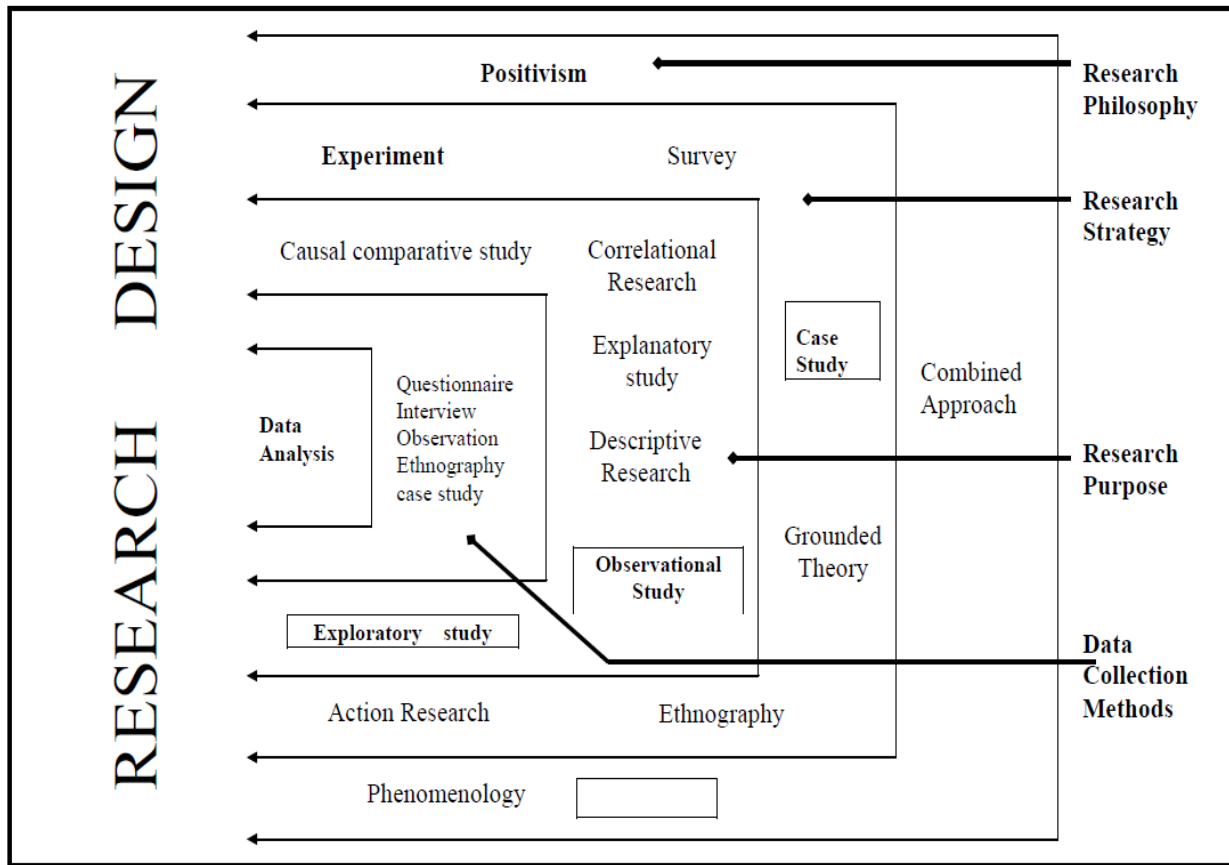 RESEARCH DESIGN
Positivism
Research
Philosophy
Experiment
Survey
Research
Strategy
Causal comparative study
Correlational
Research
Explanatory
study
Case
Study
Combined
Approach
Questionnaire
Interview
Observation
Ethnography
case study
Data
Analysis
Descriptive
Research
Research
Purpose
Grounded
Theory
Observational
Study
Exploratory study
Data
Collection
Methods
Action Research
Ethnography
Phenomenology